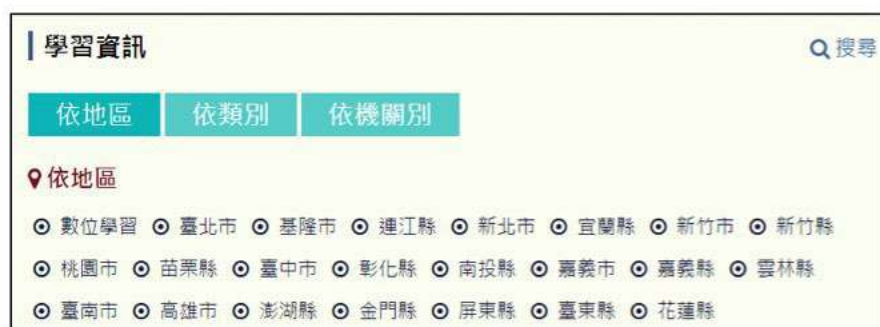 學習資訊 搜尋
依地區 依類別 依機關別
依地區
數位學習 臺北市 基隆市 連江縣 新北市 宜蘭縣 新竹市 新竹縣
桃園市 苗栗縣 臺中市 彰化縣 南投縣 嘉義市 嘉義縣 雲林縣
臺南市 高雄市 澎湖縣 金門縣 屏東縣 臺東縣 花蓮縣